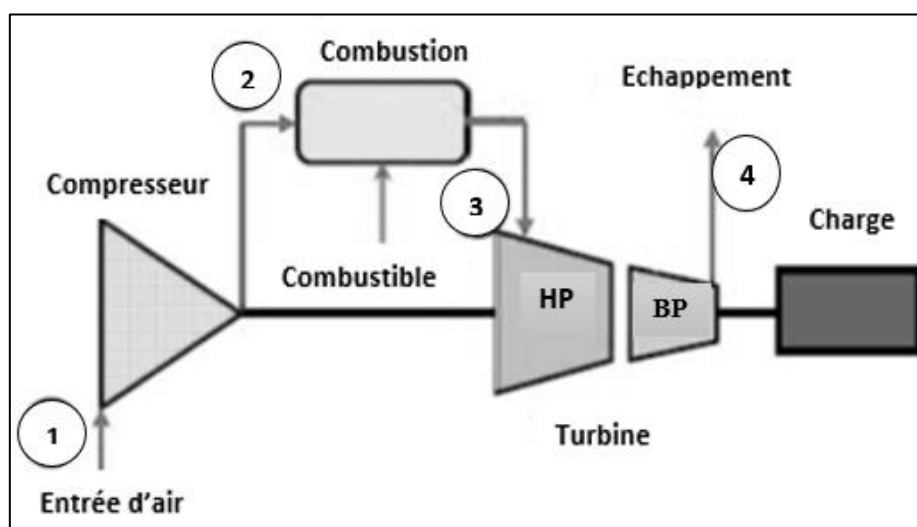 Combustion
2
Echappement
Compresseur
4
3
Charge
Combustible
HP
BP
1
Turbine
Entrée d’air